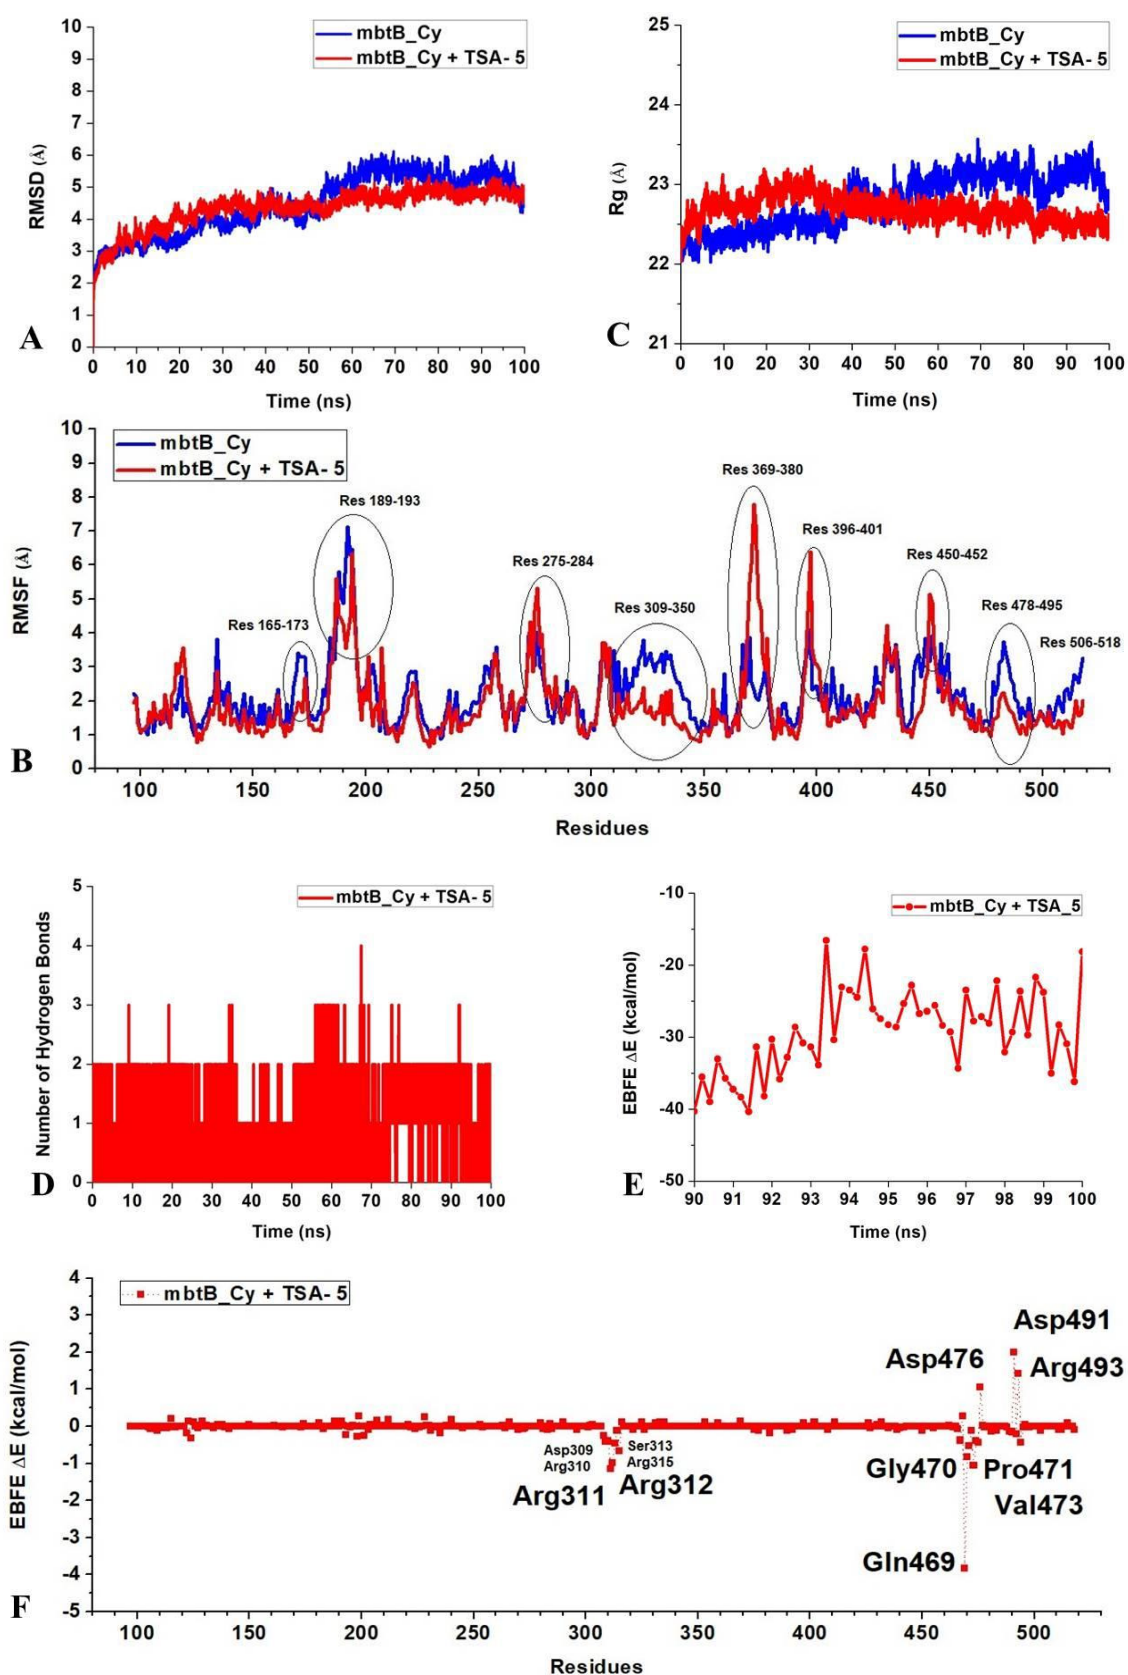 mbtB_Cy
mbtB_Cy + TSA- 5
10
9
8
7
6
5
4
3
2
1
0
RMSD (Å)
0 10 20 30 40 50 60 70 80 90 100
Time (ns)
A
mbtB_Cy
mbtB_Cy + TSA- 5
25
24
23
22
21
Rg (Å)
0 10 20 30 40 50 60 70 80 90 100
Time (ns)
C
mbtB_Cy
mbtB_Cy + TSA- 5
10
9
8
7
6
5
4
3
2
1
0
RMSF (Å)
Res 165-173
Res 189-193
Res 275-284
Res 309-350
Res 369-380
Res 396-401
Res 450-452
Res 478-495
Res 506-518
100 150 200 250 300 350 400 450 500
Residues
B
mbtB_Cy + TSA- 5
5
4
3
2
1
0
Number of Hydrogen Bonds
0 10 20 30 40 50 60 70 80 90 100
Time (ns)
D
mbtB_Cy + TSA_5
-10
-20
-30
-40
-50
EBFE ΔE (kcal/mol)
90 91 92 93 94 95 96 97 98 99 100
Time (ns)
E
mbtB_Cy + TSA- 5
4
3
2
1
0
-1
-2
-3
-4
-5
EBFE ΔE (kcal/mol)
Asp491
Asp476
Arg493
Asp309
Arg310
Ser313
Arg315
Arg311
Arg312
Gly470
Pro471
Val473
Gln469
100 150 200 250 300 350 400 450 500
Residues
F